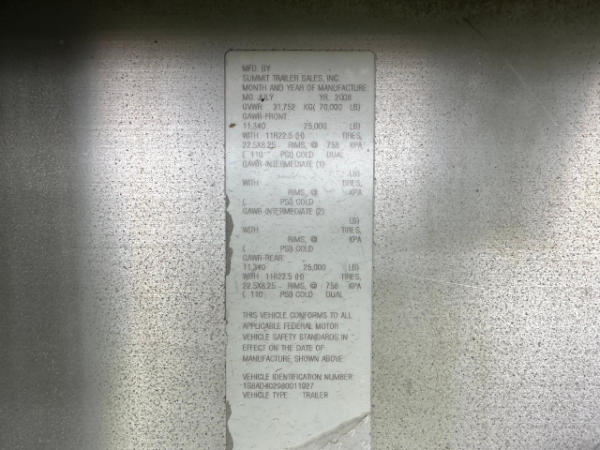 MFD. BY
SUMMIT TRAILER SALES, INC.
MONTH AND YEAR OF MANUFACTURE
MO. JULY YR. 2008
GVWR 31,752 KG( 70,000 LB)
GAWR-FRONT
11,340 25,000 LB)
WITH 11R22.5 (H) TIRES,
22.5X8.25 RIMS, @ 758 KPA
( 110 PSI) COLD DUAL
GAWR-INTERMEDIATE (1)
LB)
WITH TIRES,
RIMS, @ KPA
( PSI) COLD
GAWR-INTERMEDIATE (2)
LB)
WITH TIRES,
RIMS, @ KPA
( PSI) COLD
GAWR-REAR
11,340 25,000 LB)
WITH 11R22.5 (H) TIRES,
22.5X8.25 - RIMS, @ 758 KPA
( 110 PSI) COLD DUAL
THIS VEHICLE CONFORMS TO ALL
APPLICABLE FEDERAL MOTOR
VEHICLE SAFETY STANDARDS IN
EFFECT ON THE DATE OF
MANUFACTURE SHOWN ABOVE.
VEHICLE IDENTIFICATION NUMBER:
1S8AD402980011927
VEHICLE TYPE: TRAILER